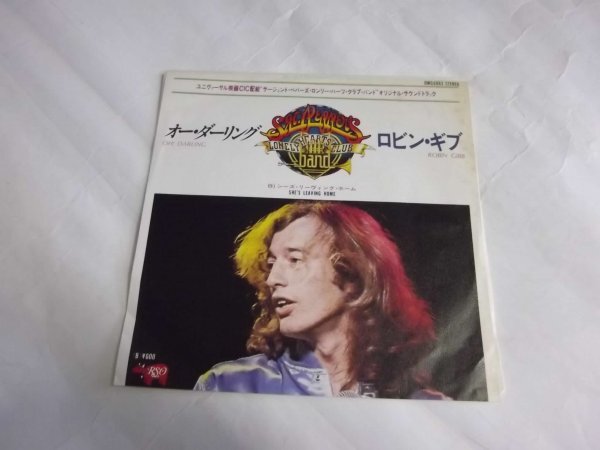 STEREO
ユニヴァーサル映画CIC配給"サージェント・ペパーズ・ロンリー・ハーツ・クラブ・バンド"オリジナル・サウンドトラック
オー・ダーリング
OH! DARLING
SGT. PEPPER'S
LONELY HEARTS CLUB
band
ロビン・ギブ
ROBIN GIBB
シーズ・リーヴィング・ホーム
SHE'S LEAVING HOME
¥600
RSO